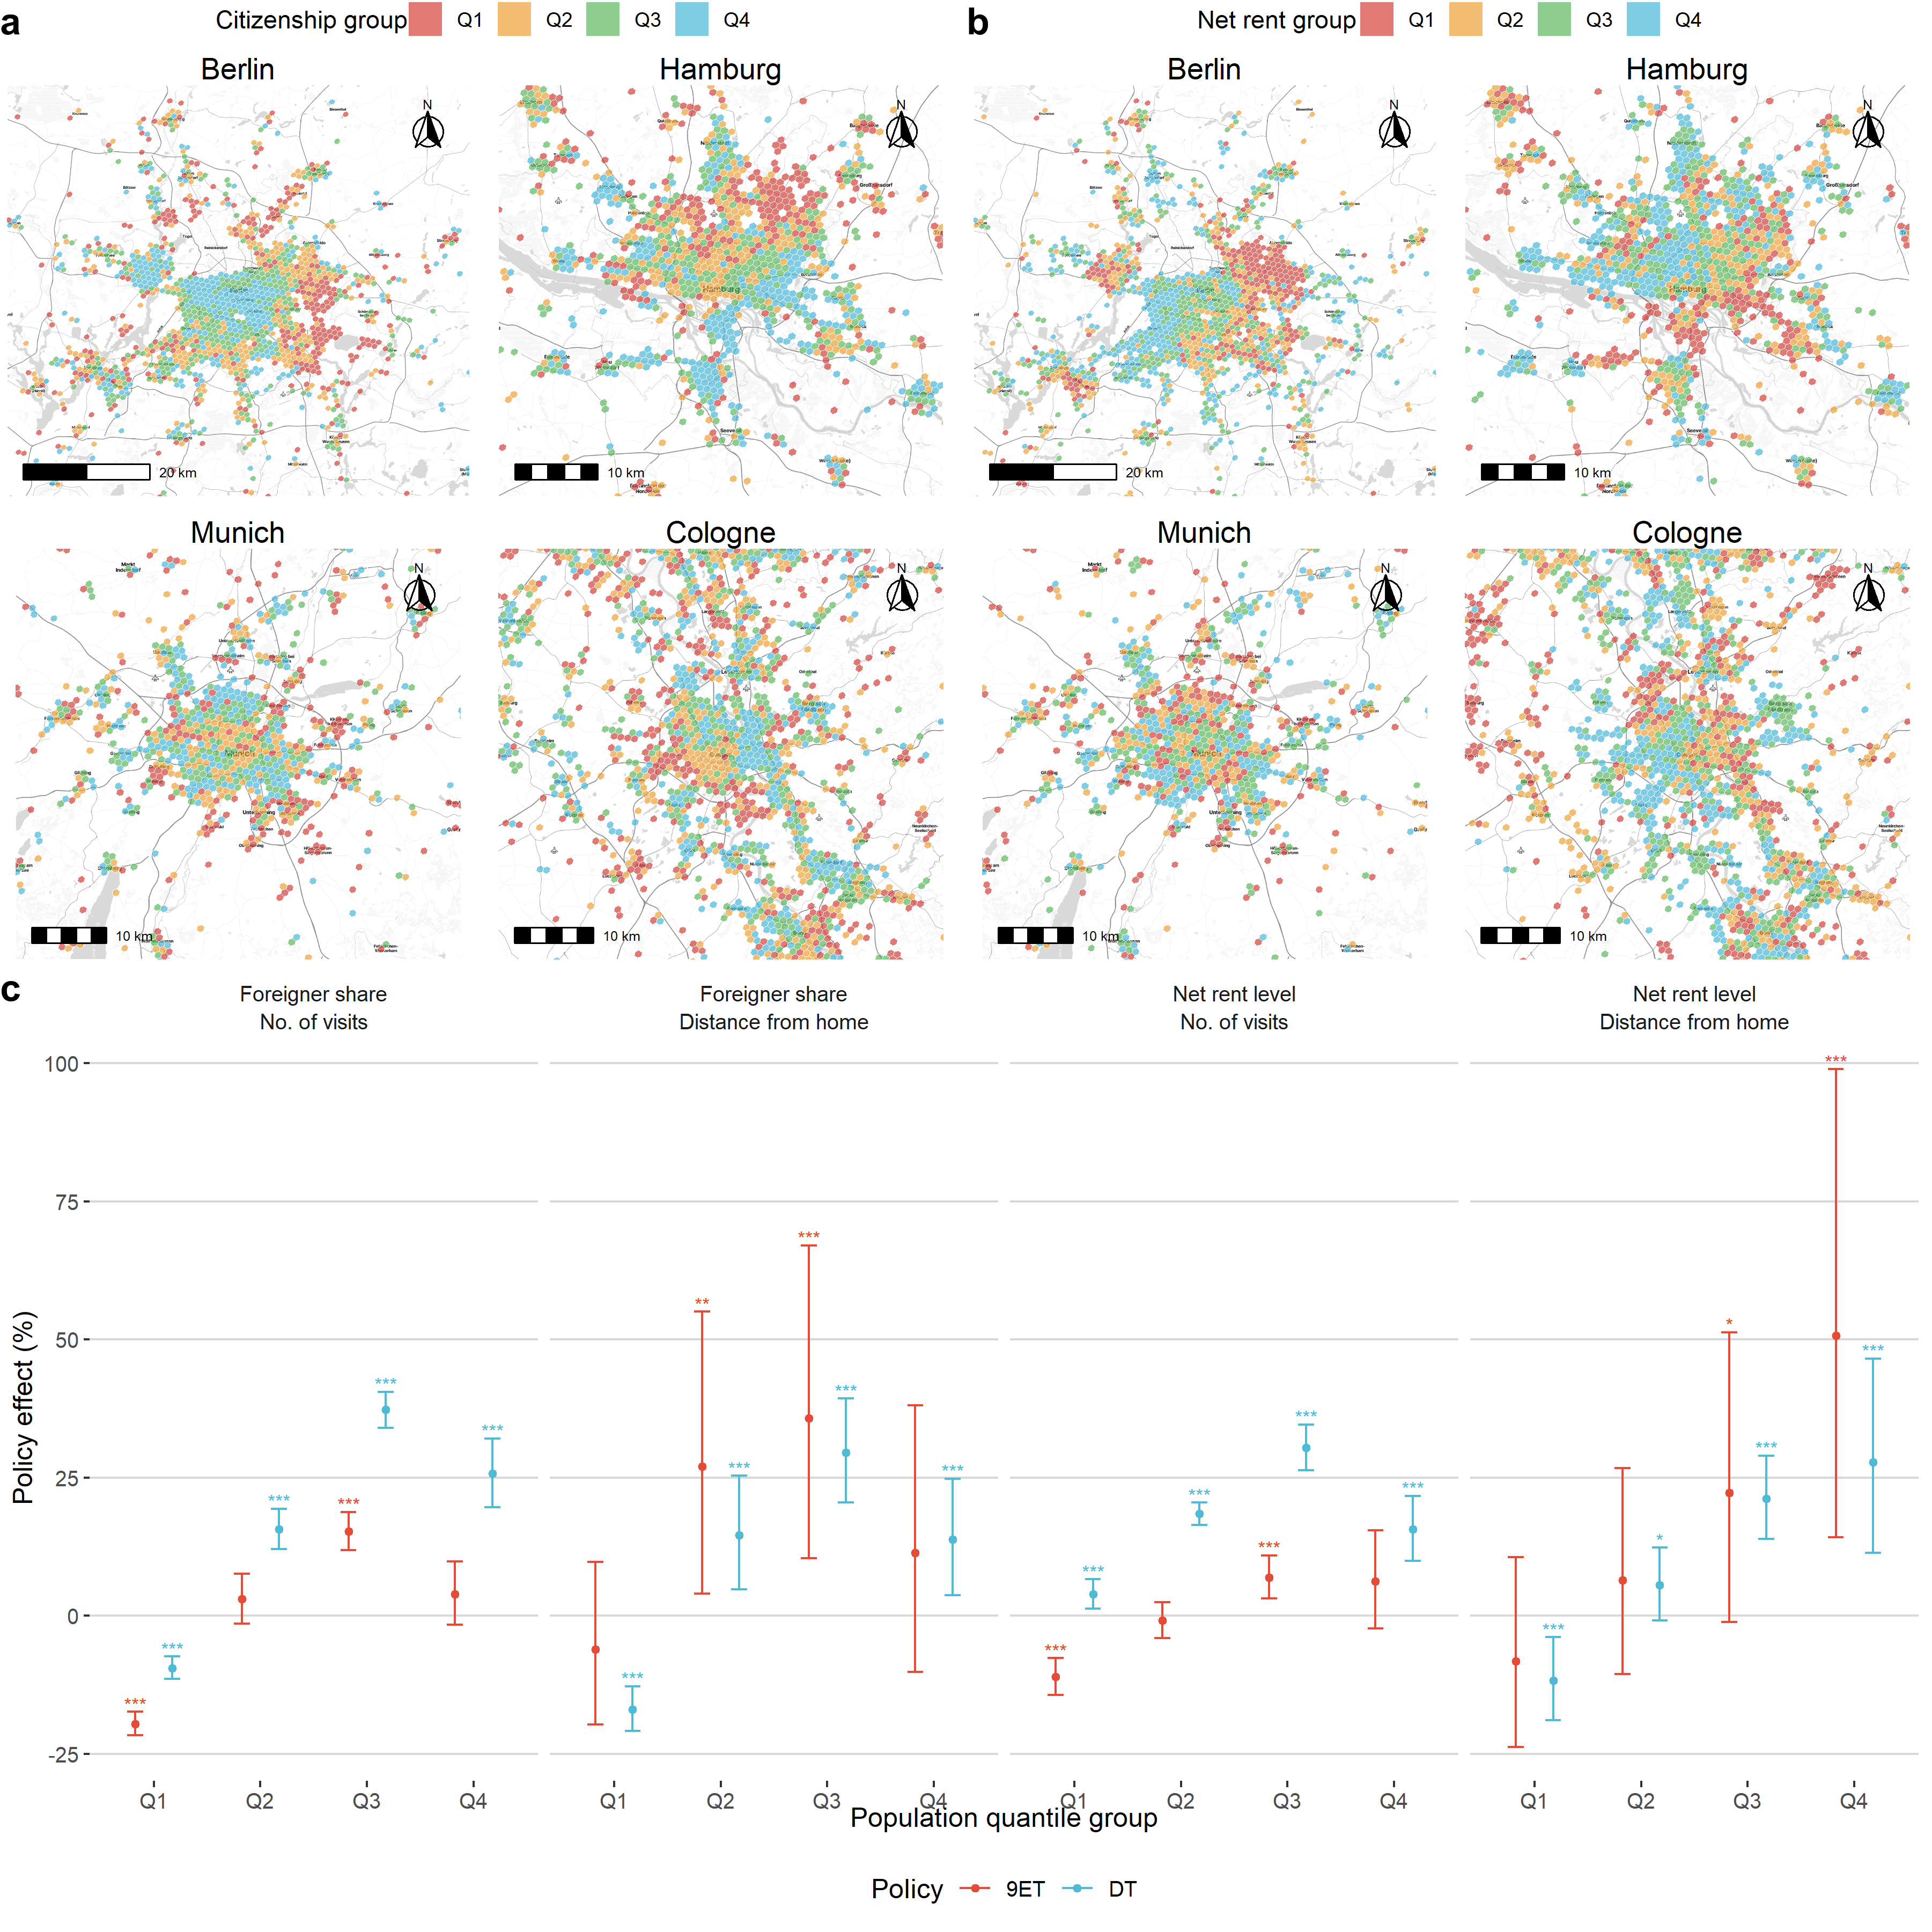 a
Citizenship group Q1 Q2 Q3 Q4
b
Net rent group Q1 Q2 Q3 Q4
Berlin
Hamburg
Berlin
Hamburg
N
N
N
N
Hamburg
Hamburg
20 km
10 km
20 km
10 km
Munich
Cologne
Munich
Cologne
N
N
N
N
10 km
10 km
10 km
10 km
c
Foreigner share
No. of visits
Foreigner share
Distance from home
Net rent level
No. of visits
Net rent level
Distance from home
Policy effect (%)
100
75
50
25
0
-25
***
***
***
***
***
***
***
**
***
***
***
***
***
***
***
***
***
***
***
*
*
***
***
***
Q1 Q2 Q3 Q4
Q1 Q2 Q3 Q4
Q1 Q2 Q3 Q4
Q1 Q2 Q3 Q4
Population quantile group
Policy 9ET DT